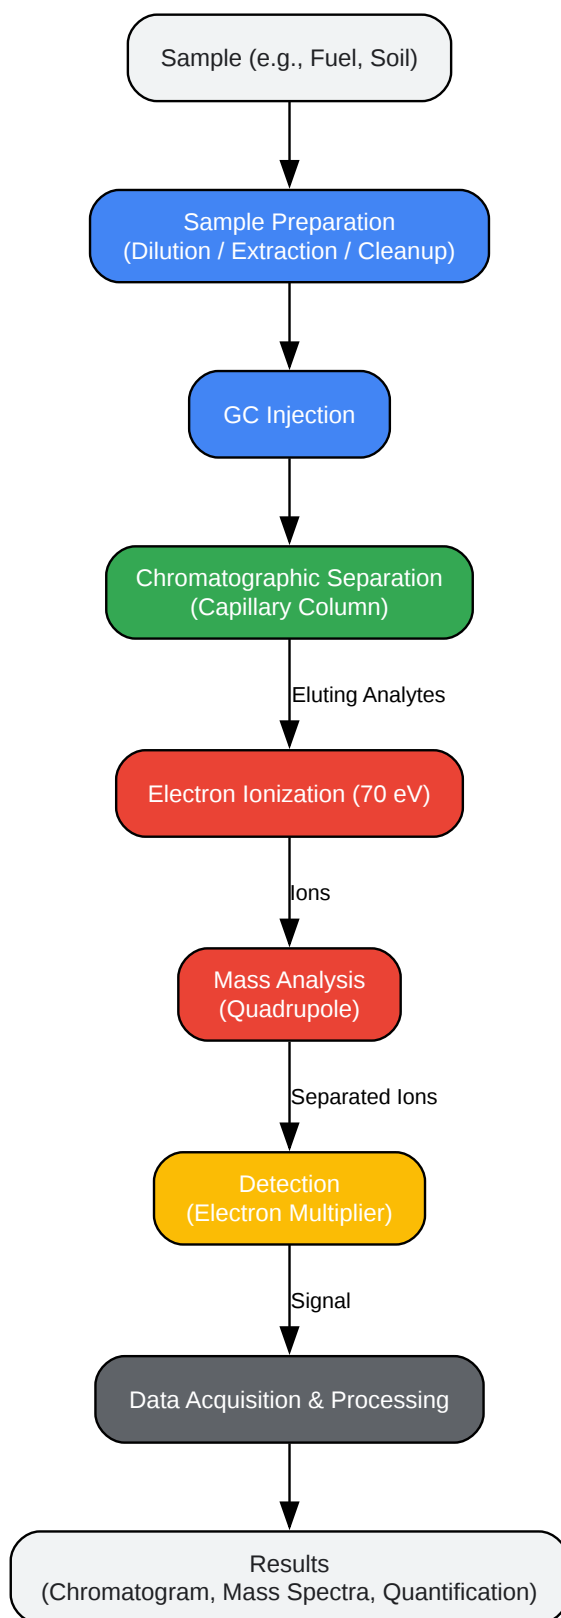 Sample (e.g., Fuel, Soil)
Sample Preparation
(Dilution / Extraction / Cleanup)
GC Injection
Chromatographic Separation
(Capillary Column)
Eluting Analytes
Electron Ionization (70 eV)
Ions
Mass Analysis
(Quadrupole)
Separated Ions
Detection
(Electron Multiplier)
Signal
Data Acquisition & Processing
Results
(Chromatogram, Mass Spectra, Quantification)